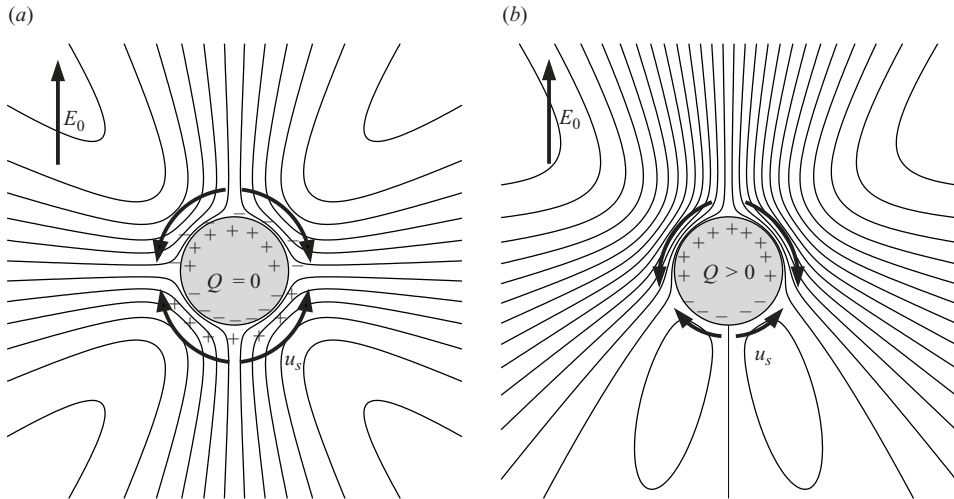 (a)
(b)
E₀
E₀
Q = 0
Q > 0
uₛ
uₛ